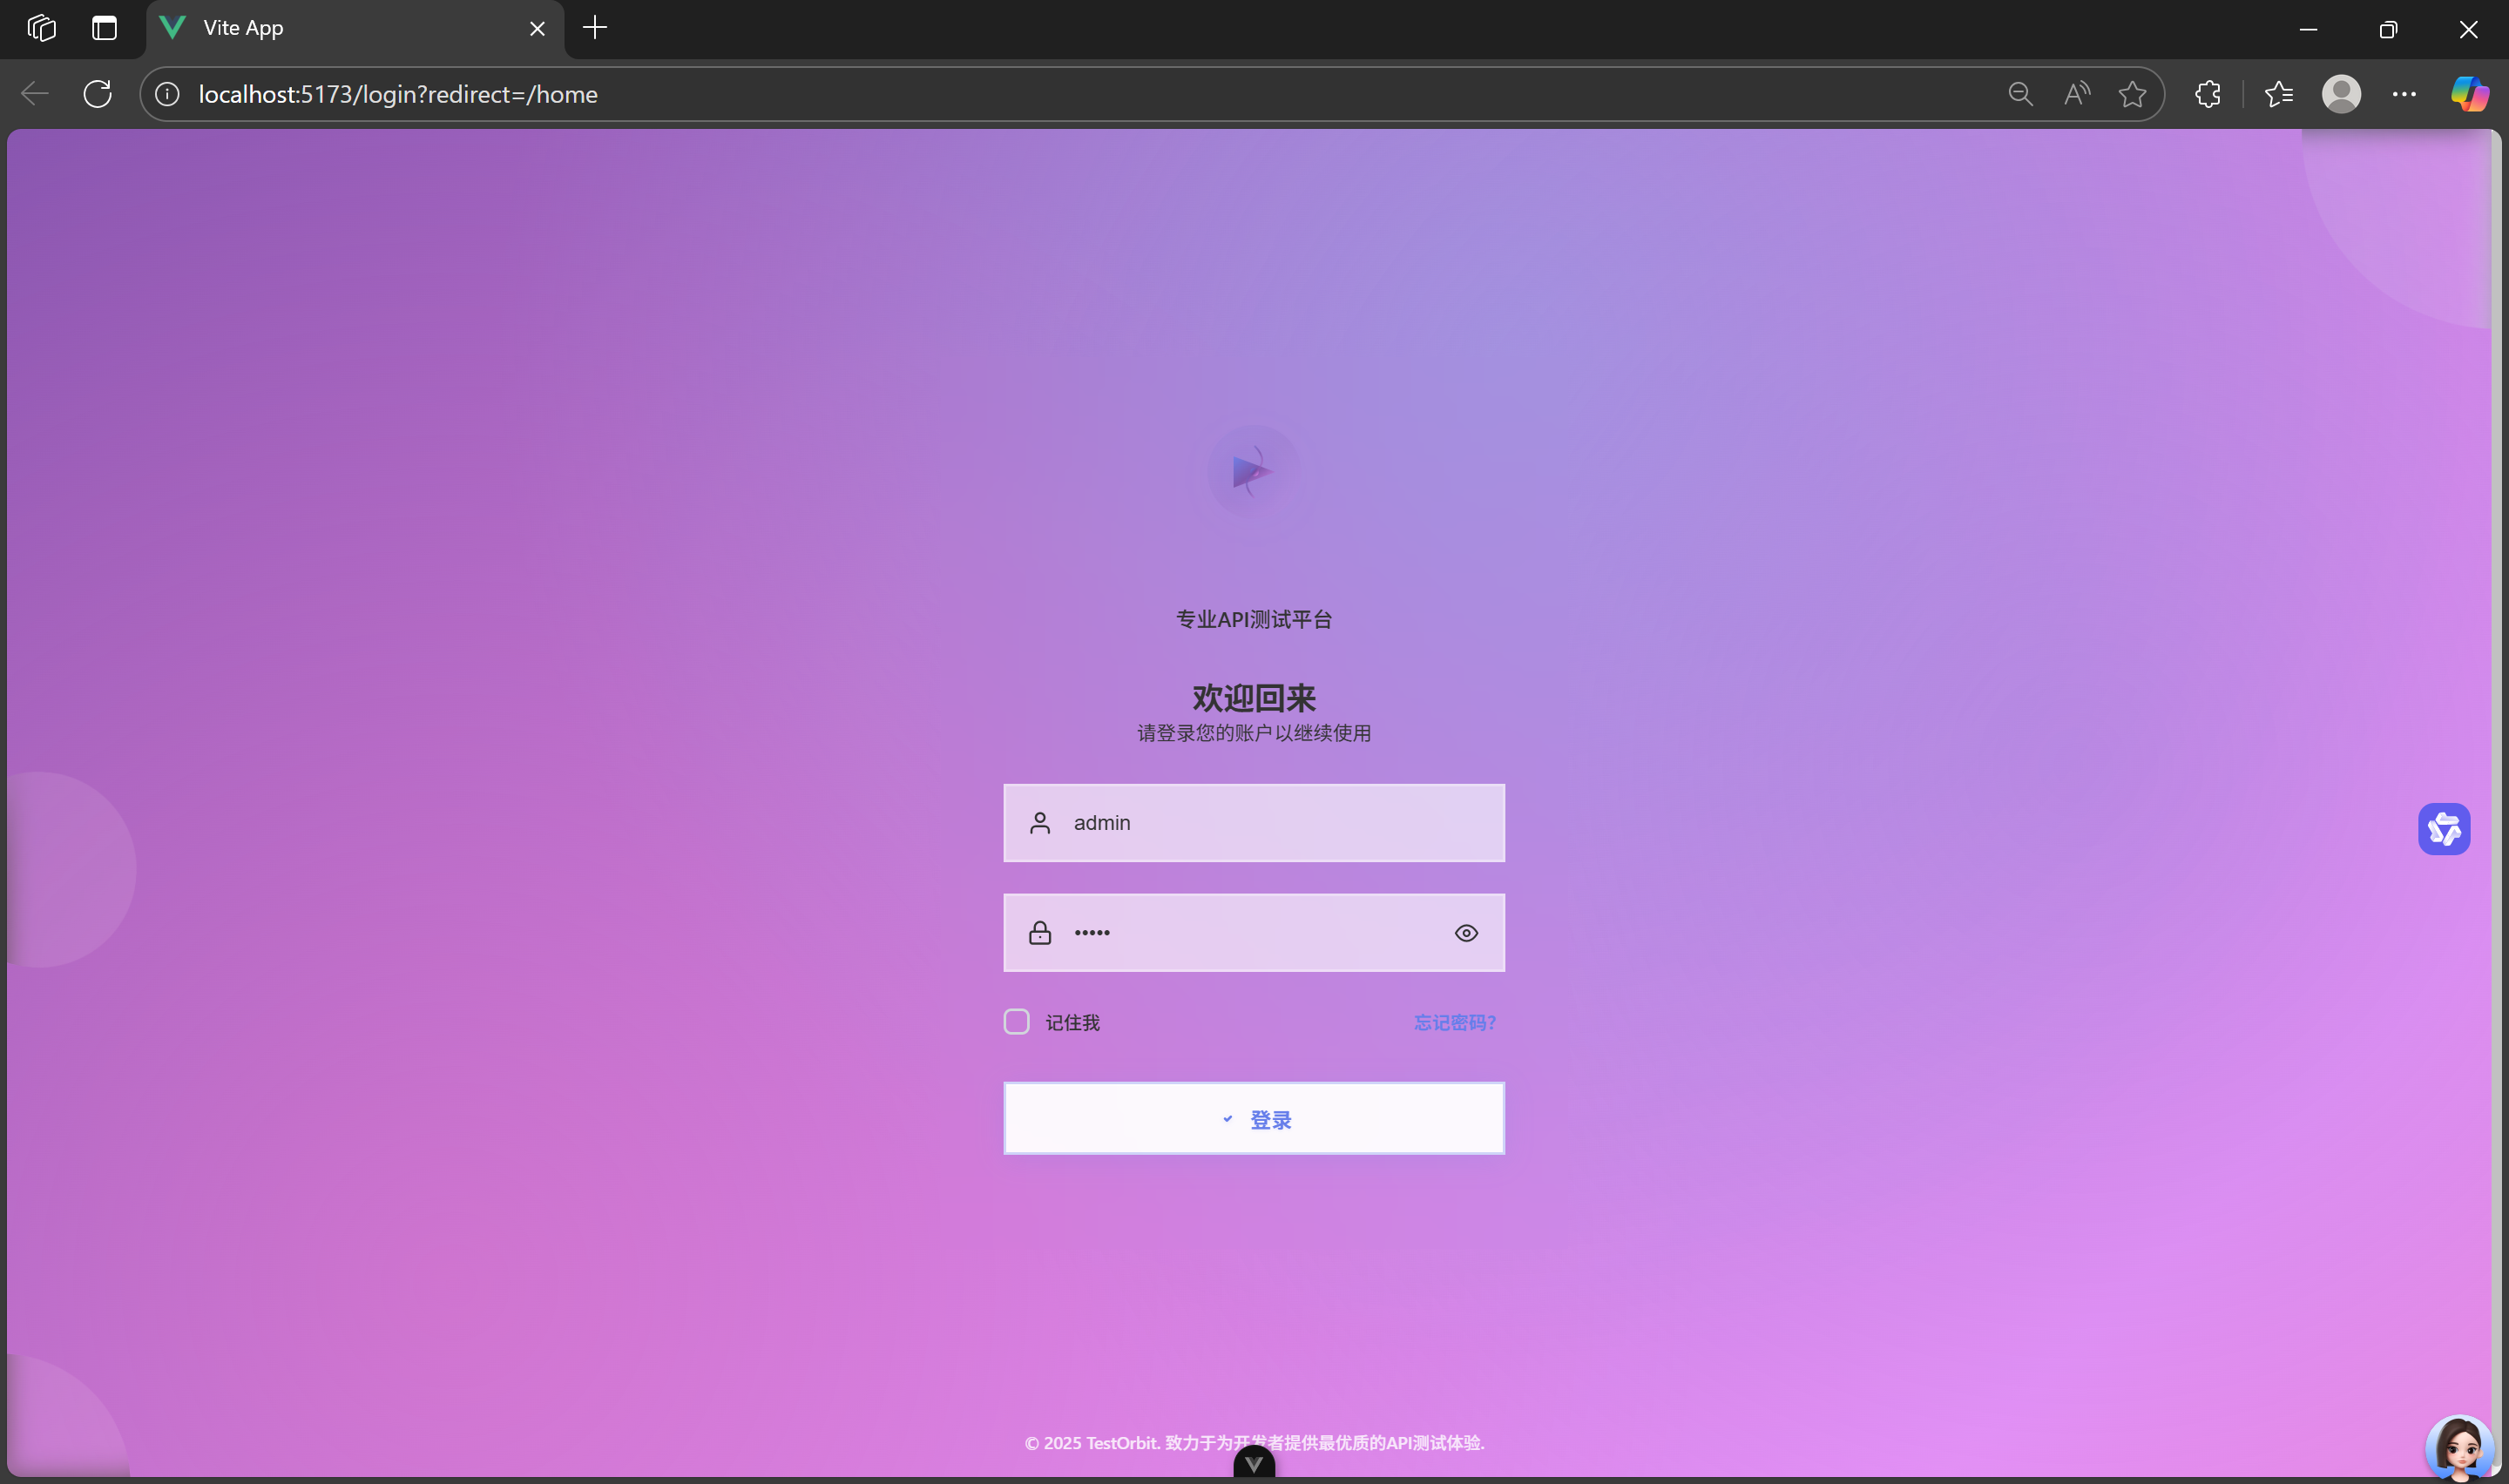 Vite App
localhost:5173/login?redirect=/home
专业API测试平台
欢迎回来
请登录您的账户以继续使用
admin
•••••
记住我
忘记密码?
登录
© 2025 TestOrbit. 致力于为开发者提供最优质的API测试体验.